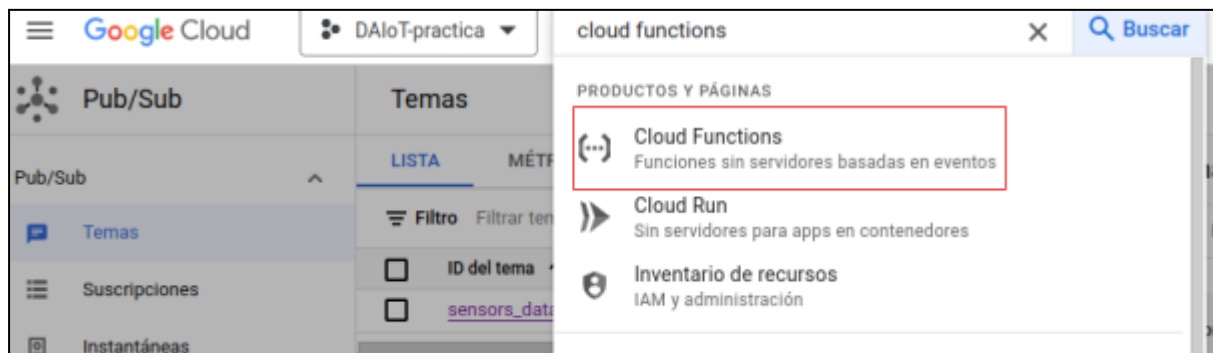 Google Cloud
DAIoT-practica
cloud functions
Buscar
Pub/Sub
Temas
PRODUCTOS Y PÁGINAS
Cloud Functions
Funciones sin servidores basadas en eventos
LISTA
Pub/Sub
Cloud Run
Sin servidores para apps en contenedores
Temas
Filtro Filtrar
ID del tema
Inventario de recursos
IAM y administración
Suscripciones
sensors_data
Instantáneas